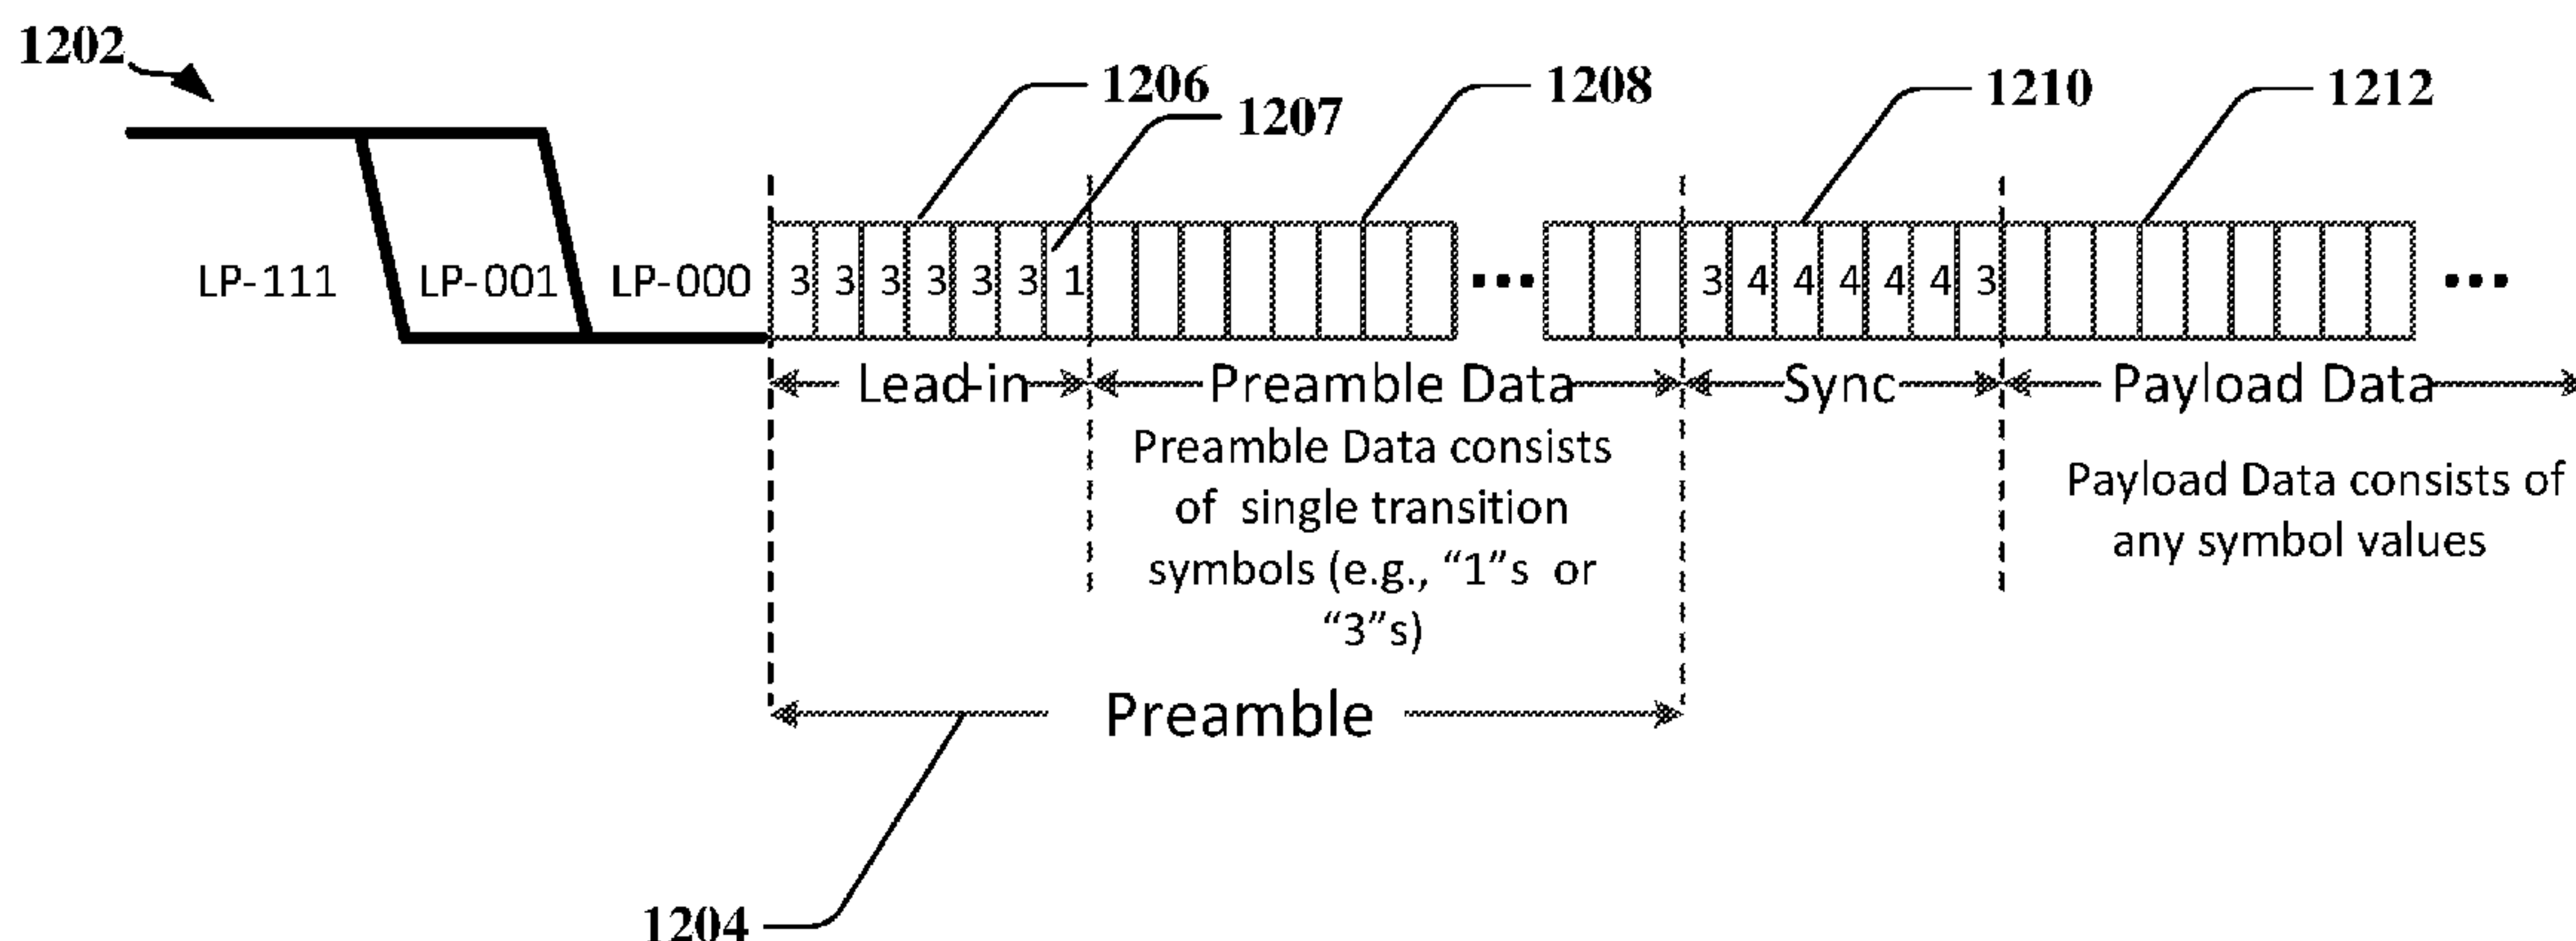 1202
1206
1207
1208
1210
1212
LP-111 LP-001 LP-000 3 3 3 3 3 3 1 ... 3 4 4 4 4 4 3 ...
Lead-in Preamble Data Sync Payload Data
Preamble Data consists
of single transition
symbols (e.g., “1”s or
“3”s)
Payload Data consists of
any symbol values
Preamble
1204